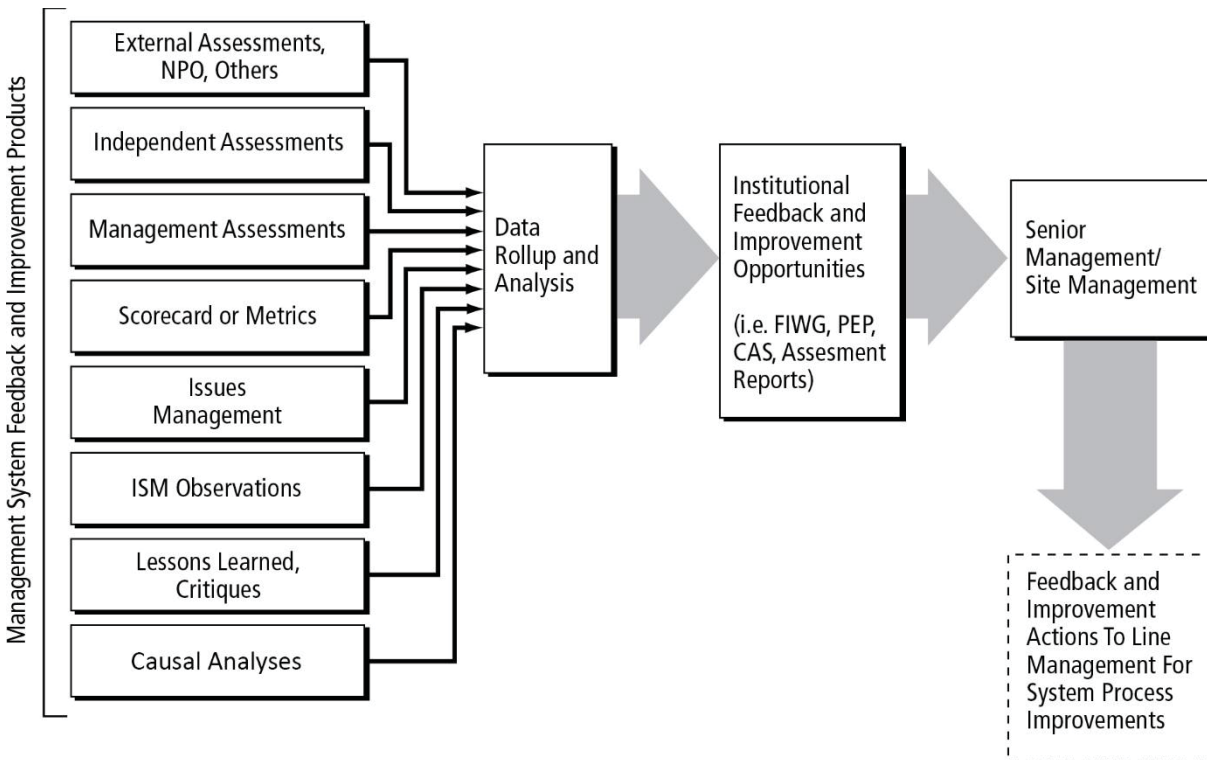 Management System Feedback and Improvement Products
External Assessments,
NPO, Others
Independent Assessments
Management Assessments
Scorecard or Metrics
Issues
Management
ISM Observations
Lessons Learned,
Critiques
Causal Analyses
Data
Rollup and
Analysis
Institutional
Feedback and
Improvement
Opportunities
(i.e. FIWG, PEP,
CAS, Assesment
Reports)
Senior
Management/
Site Management
Feedback and
Improvement
Actions To Line
Management For
System Process
Improvements